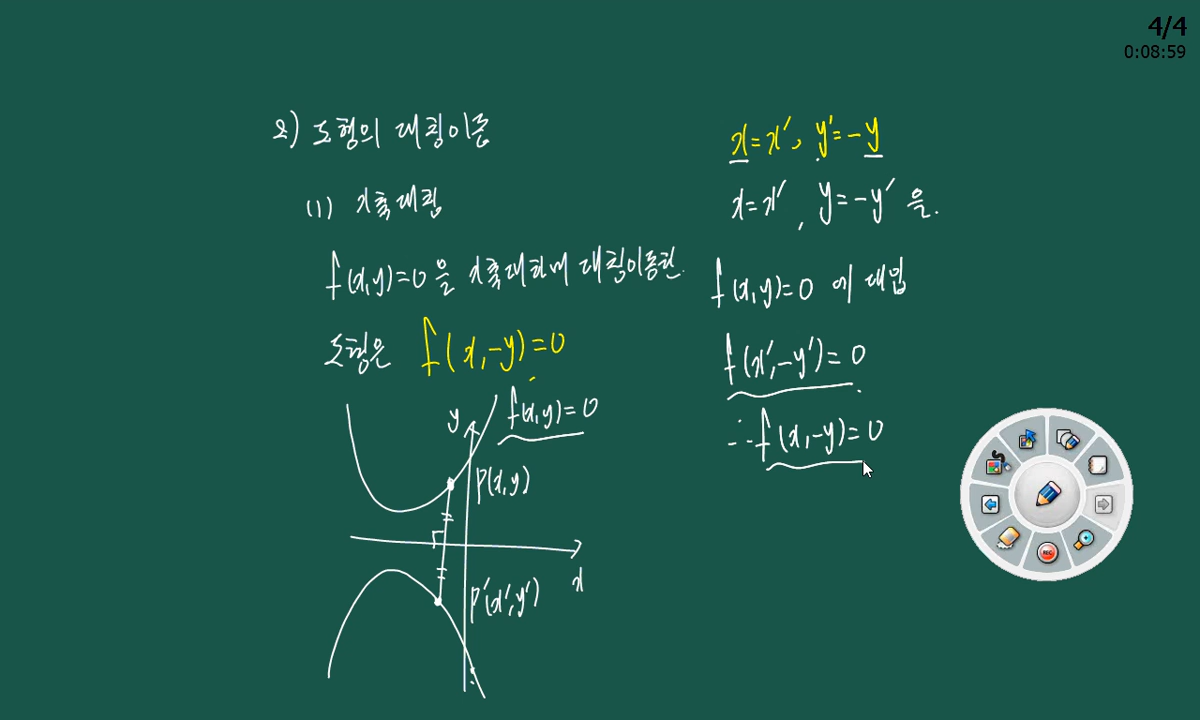 4/4
0:08:59
2) 도형의 대칭이동
(1) x축대칭
f(x,y)=0 을 x축대하여 대칭이동한
도형은 f(x,-y)=0
f(x,y)=0
y
P(x,y)
x
P'(x',y')
x=x', y'=-y
x=x', y=-y' 을.
f(x,y)=0 에 대입
f(x',-y')=0
∴f(x,-y)=0
REC